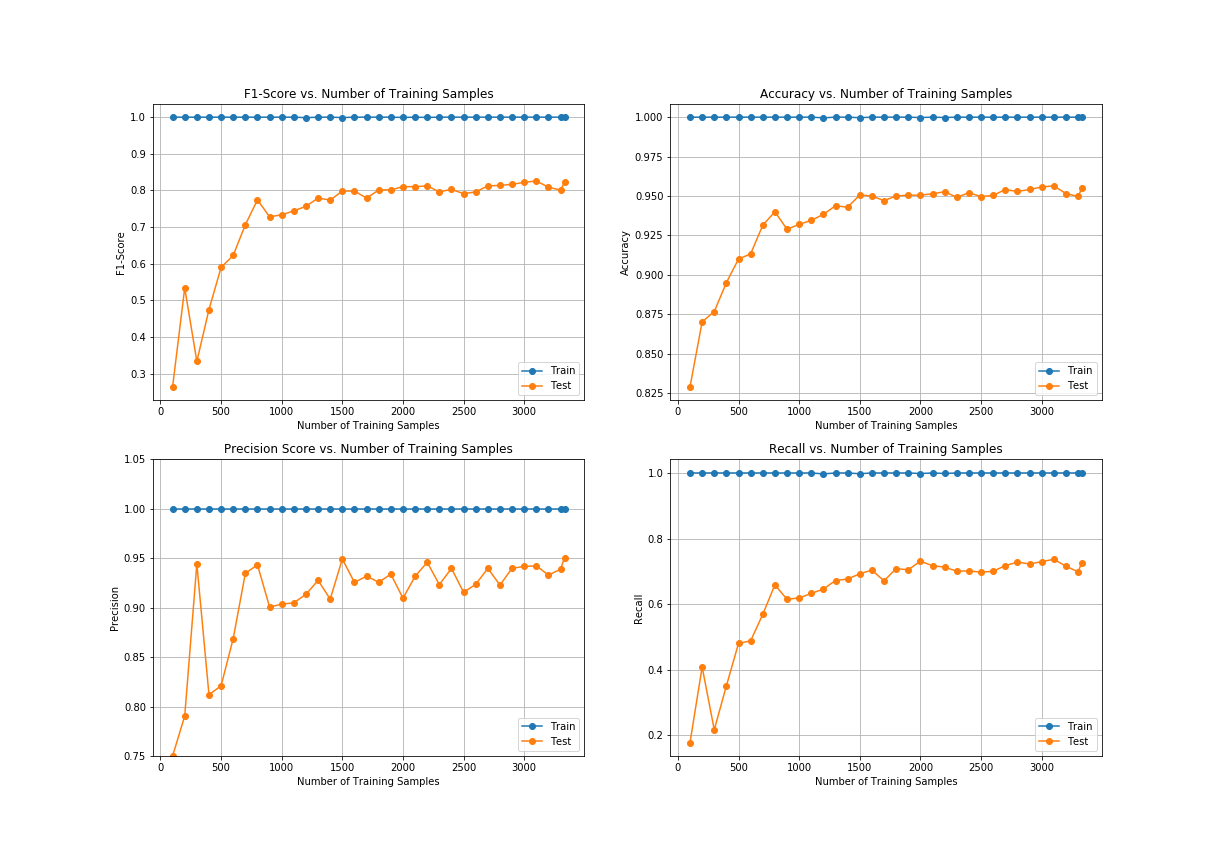 F1-Score vs. Number of Training Samples
1.0
0.9
0.8
0.7
0.6
0.5
0.4
0.3
F1-Score
0 500 1000 1500 2000 2500 3000
Number of Training Samples
Train
Test
Accuracy vs. Number of Training Samples
1.000
0.975
0.950
0.925
0.900
0.875
0.850
0.825
Accuracy
0 500 1000 1500 2000 2500 3000
Number of Training Samples
Train
Test
Precision Score vs. Number of Training Samples
1.05
1.00
0.95
0.90
0.85
0.80
0.75
Precision
0 500 1000 1500 2000 2500 3000
Number of Training Samples
Train
Test
Recall vs. Number of Training Samples
1.0
0.8
0.6
0.4
0.2
Recall
0 500 1000 1500 2000 2500 3000
Number of Training Samples
Train
Test